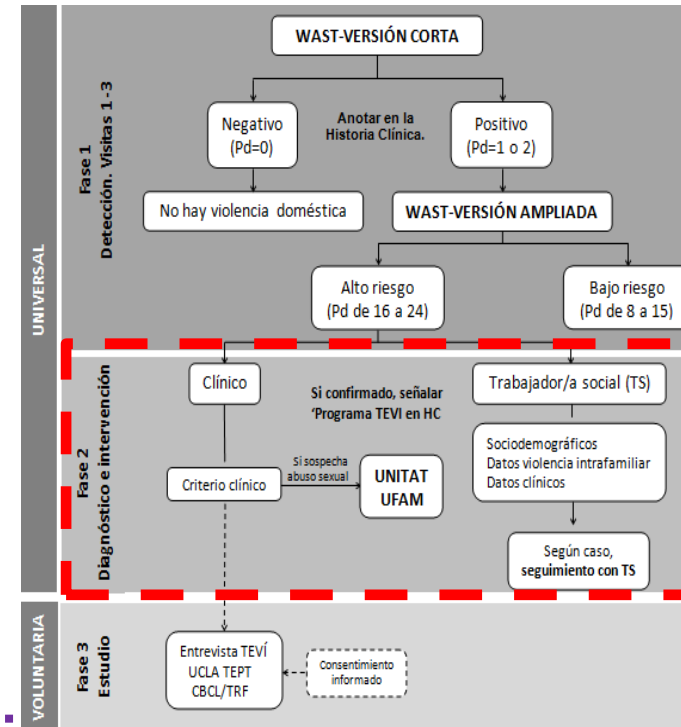 UNIVERSAL
Fase 1
Detección. Visitas 1-3
WAST-VERSIÓN CORTA
Negativo
(Pd=0)
Anotar en la
Historia Clínica.
Positivo
(Pd=1 o 2)
No hay violencia doméstica
WAST-VERSIÓN AMPLIADA
Alto riesgo
(Pd de 16 a 24)
Bajo riesgo
(Pd de 8 a 15)
Fase 2
Diagnóstico e intervención
Clínico
Si confirmado, señalar
‘Programa TEVI en HC
Trabajador/a social (TS)
Criterio clínico
Si sospecha
abuso sexual
UNITAT
UFAM
Sociodemográficos
Datos violencia intrafamiliar
Datos clínicos
Según caso,
seguimiento con TS
VOLUNTARIA
Fase 3
Estudio
Entrevista TEVÍ
UCLA TEPT
CBCL/TRF
Consentimiento
informado